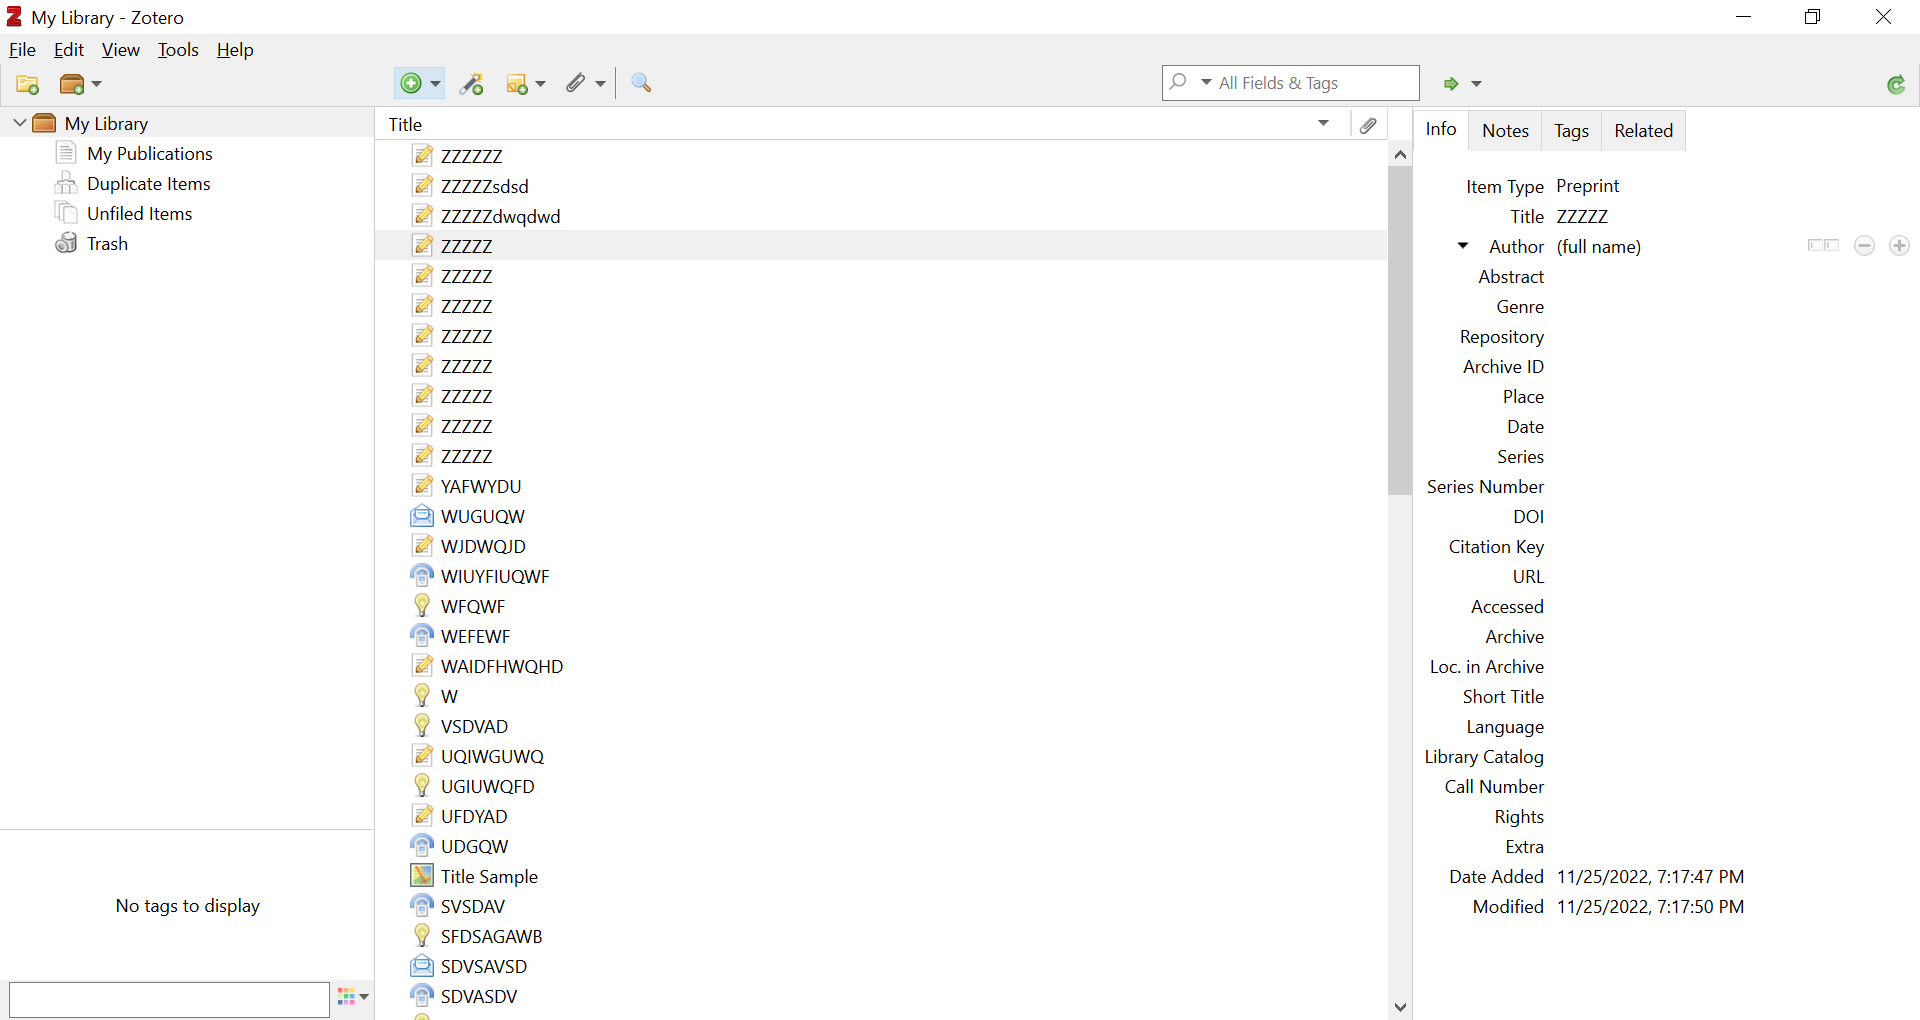 My Library - Zotero
File Edit View Tools Help
All Fields & Tags
My Library
My Publications
Duplicate Items
Unfiled Items
Trash
No tags to display
Title
ZZZZZZ
ZZZZZsdsd
ZZZZZdwqdwd
ZZZZZ
ZZZZZ
ZZZZZ
ZZZZZ
ZZZZZ
ZZZZZ
ZZZZZ
ZZZZZ
YAFWYDU
WUGUQW
WJDWQJD
WIUYFIUQWF
WFQWF
WEFEWF
WAIDFHWQHD
W
VSDVAD
UQIWGUWQ
UGIUWQFD
UFDYAD
UDGQW
Title Sample
SVSDAV
SFDSAGAWB
SDVSAVSD
SDVASDV
Info Notes Tags Related
Item Type Preprint
Title ZZZZZ
Author (full name)
Abstract
Genre
Repository
Archive ID
Place
Date
Series
Series Number
DOI
Citation Key
URL
Accessed
Archive
Loc. in Archive
Short Title
Language
Library Catalog
Call Number
Rights
Extra
Date Added 11/25/2022, 7:17:47 PM
Modified 11/25/2022, 7:17:50 PM